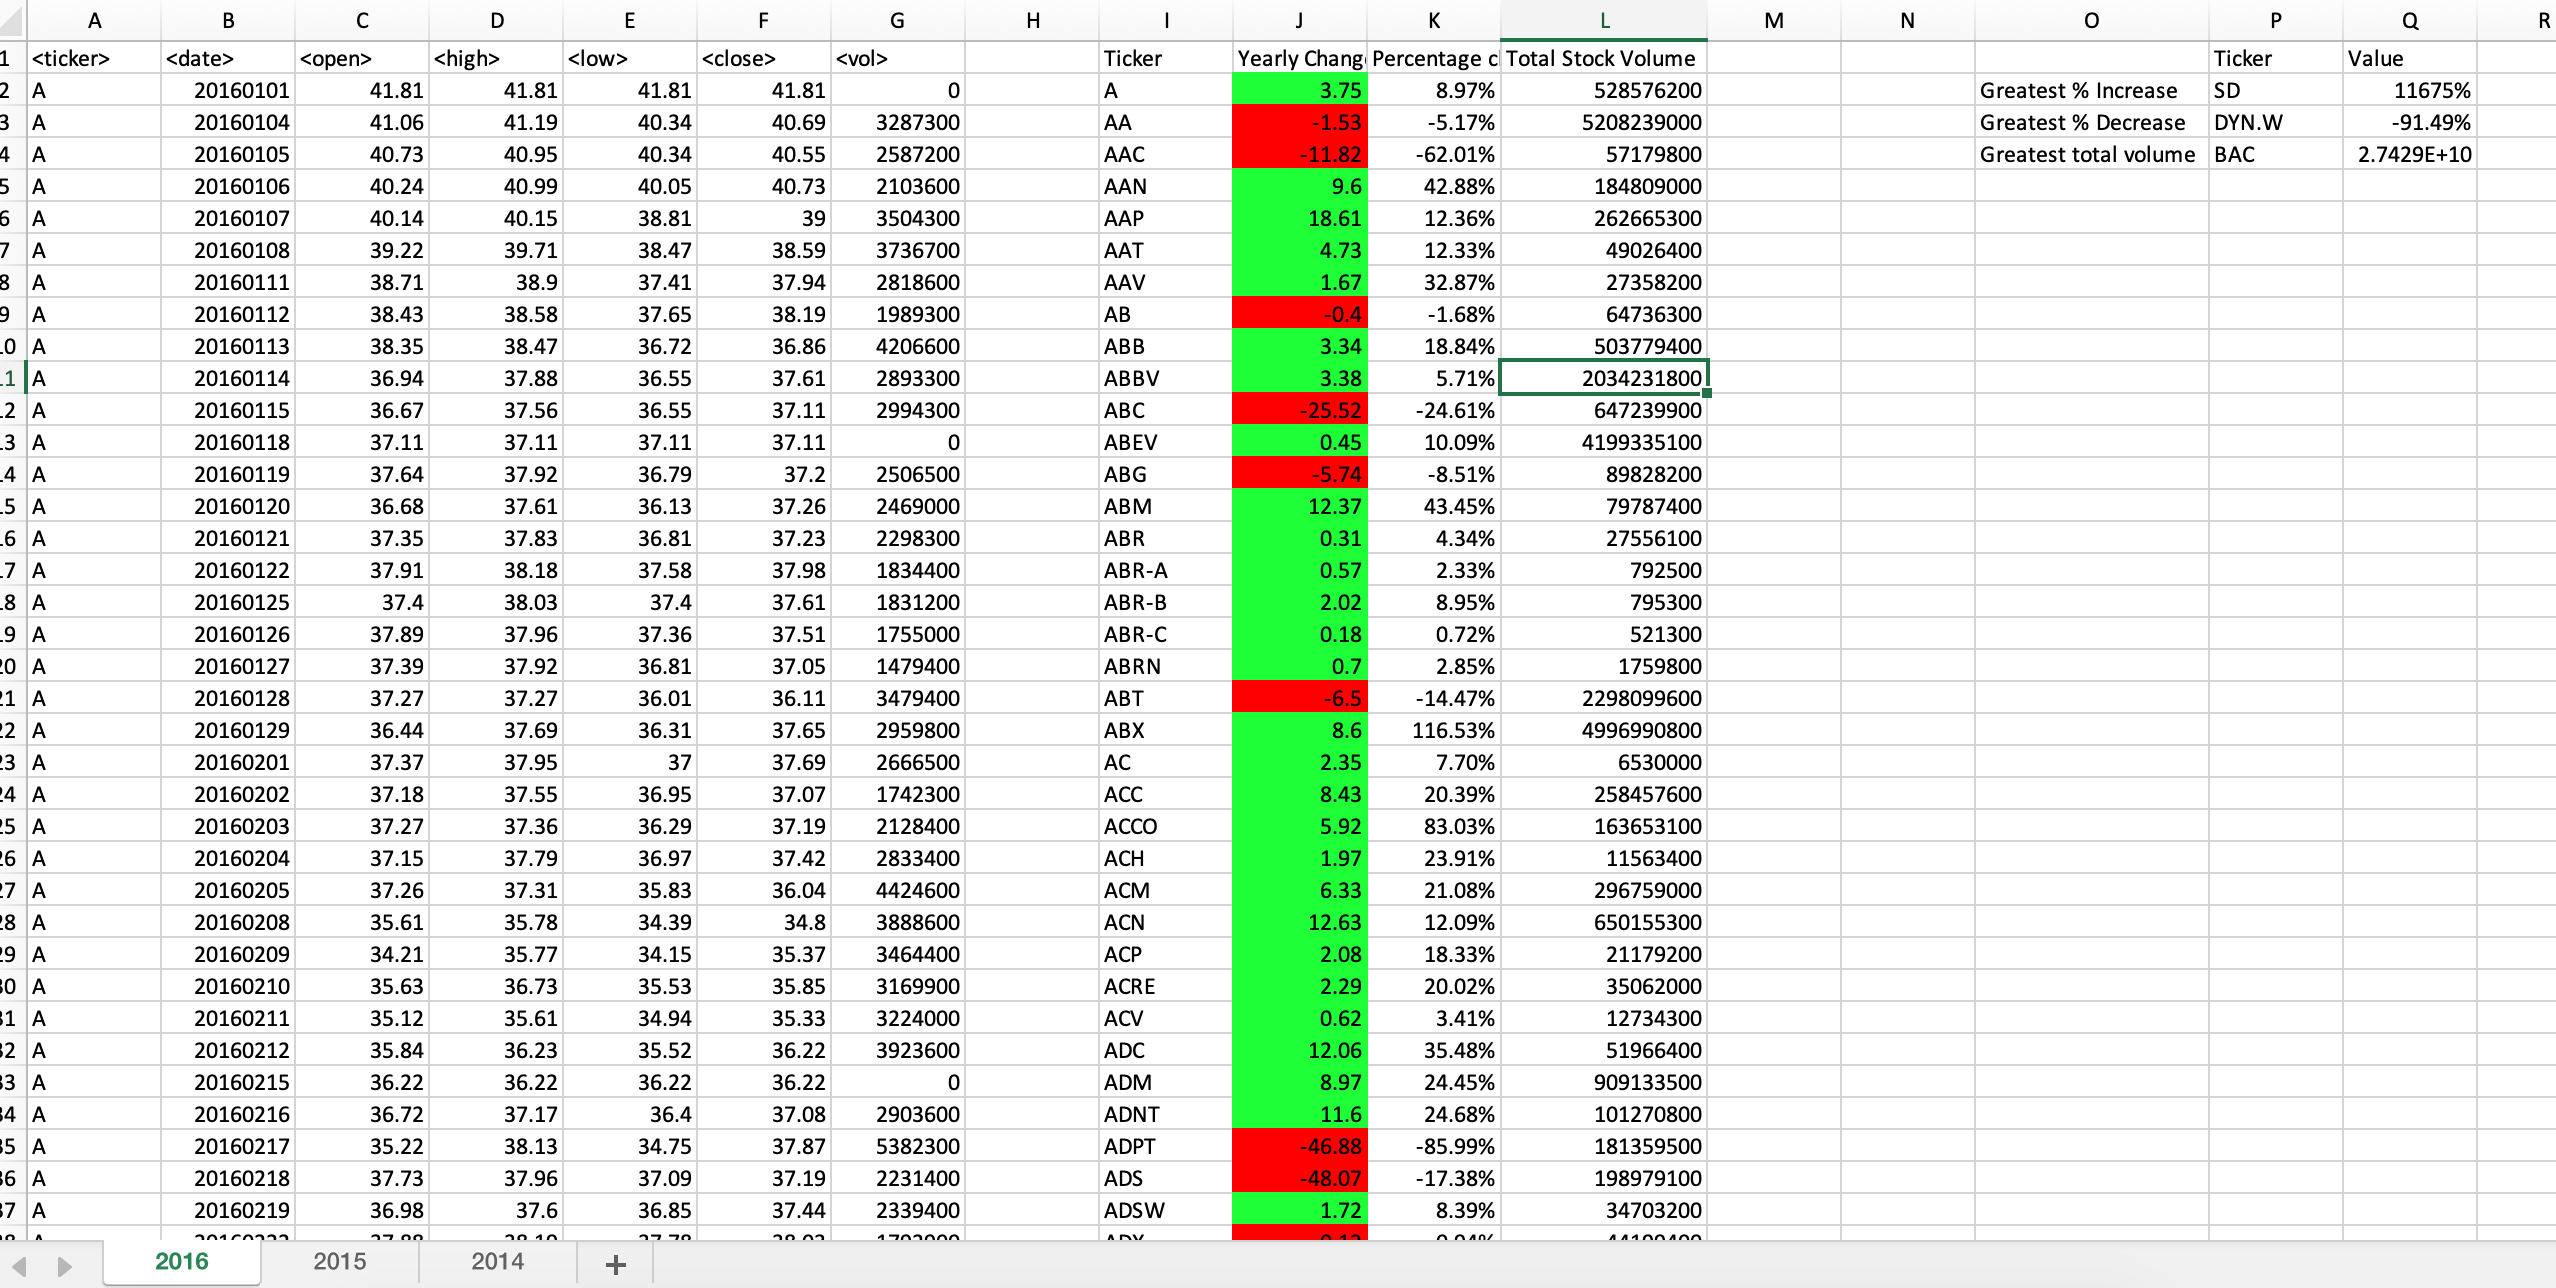 A B C D E F G H I J K L M N O P Q R
1 <ticker> <date> <open> <high> <low> <close> <vol> Ticker Yearly Chang Percentage c Total Stock Volume Ticker Value
2 A 20160101 41.81 41.81 41.81 41.81 0 A 3.75 8.97% 528576200 Greatest % Increase SD 11675%
3 A 20160104 41.06 41.19 40.34 40.69 3287300 AA -1.53 -5.17% 5208239000 Greatest % Decrease DYN.W -91.49%
4 A 20160105 40.73 40.95 40.34 40.55 2587200 AAC -11.82 -62.01% 57179800 Greatest total volume BAC 2.7429E+10
5 A 20160106 40.24 40.99 40.05 40.73 2103600 AAN 9.6 42.88% 184809000
6 A 20160107 40.14 40.15 38.81 39 3504300 AAP 18.61 12.36% 262665300
7 A 20160108 39.22 39.71 38.47 38.59 3736700 AAT 4.73 12.33% 49026400
8 A 20160111 38.71 38.9 37.41 37.94 2818600 AAV 1.67 32.87% 27358200
9 A 20160112 38.43 38.58 37.65 38.19 1989300 AB -0.4 -1.68% 64736300
0 A 20160113 38.35 38.47 36.72 36.86 4206600 ABB 3.34 18.84% 503779400
1 A 20160114 36.94 37.88 36.55 37.61 2893300 ABBV 3.38 5.71% 2034231800
2 A 20160115 36.67 37.56 36.55 37.11 2994300 ABC -25.52 -24.61% 647239900
3 A 20160118 37.11 37.11 37.11 37.11 0 ABEV 0.45 10.09% 4199335100
4 A 20160119 37.64 37.92 36.79 37.2 2506500 ABG -5.74 -8.51% 89828200
5 A 20160120 36.68 37.61 36.13 37.26 2469000 ABM 12.37 43.45% 79787400
6 A 20160121 37.35 37.83 36.81 37.23 2298300 ABR 0.31 4.34% 27556100
7 A 20160122 37.91 38.18 37.58 37.98 1834400 ABR-A 0.57 2.33% 792500
8 A 20160125 37.4 38.03 37.4 37.61 1831200 ABR-B 2.02 8.95% 795300
9 A 20160126 37.89 37.96 37.36 37.51 1755000 ABR-C 0.18 0.72% 521300
0 A 20160127 37.39 37.92 36.81 37.05 1479400 ABRN 0.7 2.85% 1759800
1 A 20160128 37.27 37.27 36.01 36.11 3479400 ABT -6.5 -14.47% 2298099600
2 A 20160129 36.44 37.69 36.31 37.65 2959800 ABX 8.6 116.53% 4996990800
3 A 20160201 37.37 37.95 37 37.69 2666500 AC 2.35 7.70% 6530000
4 A 20160202 37.18 37.55 36.95 37.07 1742300 ACC 8.43 20.39% 258457600
5 A 20160203 37.27 37.36 36.29 37.19 2128400 ACCO 5.92 83.03% 163653100
6 A 20160204 37.15 37.79 36.97 37.42 2833400 ACH 1.97 23.91% 11563400
7 A 20160205 37.26 37.31 35.83 36.04 4424600 ACM 6.33 21.08% 296759000
8 A 20160208 35.61 35.78 34.39 34.8 3888600 ACN 12.63 12.09% 650155300
9 A 20160209 34.21 35.77 34.15 35.37 3464400 ACP 2.08 18.33% 21179200
0 A 20160210 35.63 36.73 35.53 35.85 3169900 ACRE 2.29 20.02% 35062000
1 A 20160211 35.12 35.61 34.94 35.33 3224000 ACV 0.62 3.41% 12734300
2 A 20160212 35.84 36.23 35.52 36.22 3923600 ADC 12.06 35.48% 51966400
3 A 20160215 36.22 36.22 36.22 36.22 0 ADM 8.97 24.45% 909133500
4 A 20160216 36.72 37.17 36.4 37.08 2903600 ADNT 11.6 24.68% 101270800
5 A 20160217 35.22 38.13 34.75 37.87 5382300 ADPT -46.88 -85.99% 181359500
6 A 20160218 37.73 37.96 37.09 37.19 2231400 ADS -48.07 -17.38% 198979100
7 A 20160219 36.98 37.6 36.85 37.44 2339400 ADSW 1.72 8.39% 34703200
2016 2015 2014 +